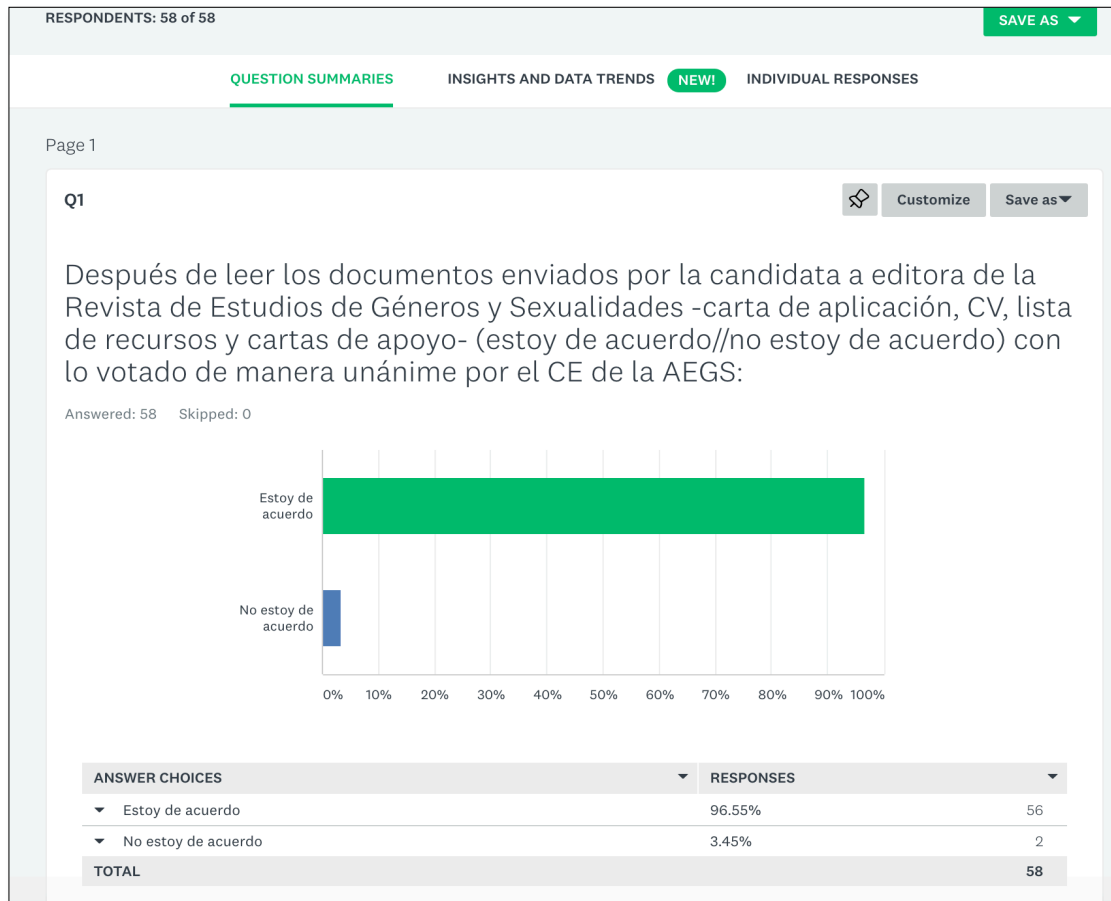 RESPONDENTS: 58 of 58
SAVE AS
QUESTION SUMMARIES
INSIGHTS AND DATA TRENDS
NEW!
INDIVIDUAL RESPONSES
Page 1
Q1
Customize
Save as
Después de leer los documentos enviados por la candidata a editora de la
Revista de Estudios de Géneros y Sexualidades -carta de aplicación, CV, lista
de recursos y cartas de apoyo- (estoy de acuerdo//no estoy de acuerdo) con
lo votado de manera unánime por el CE de la AEGS:
Answered: 58 Skipped: 0
Estoy de
acuerdo
No estoy de
acuerdo
0% 10% 20% 30% 40% 50% 60% 70% 80% 90% 100%
ANSWER CHOICES RESPONSES
Estoy de acuerdo 96.55% 56
No estoy de acuerdo 3.45% 2
TOTAL 58